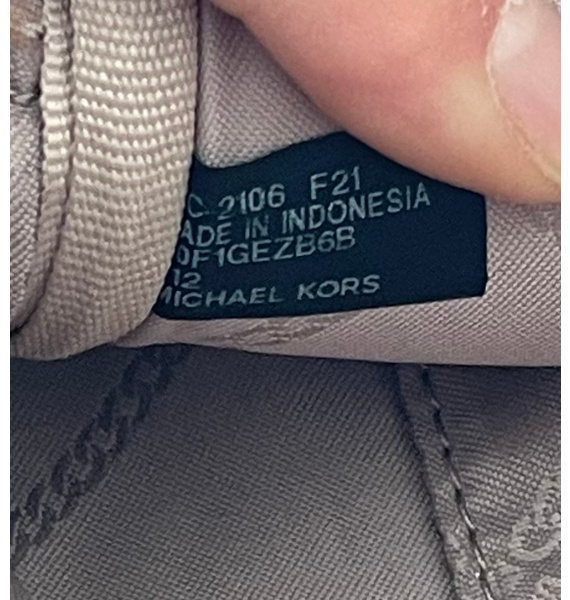 C-2106 F21
ADE IN INDONESIA
0F1GEZB6B
12
MICHAEL KORS